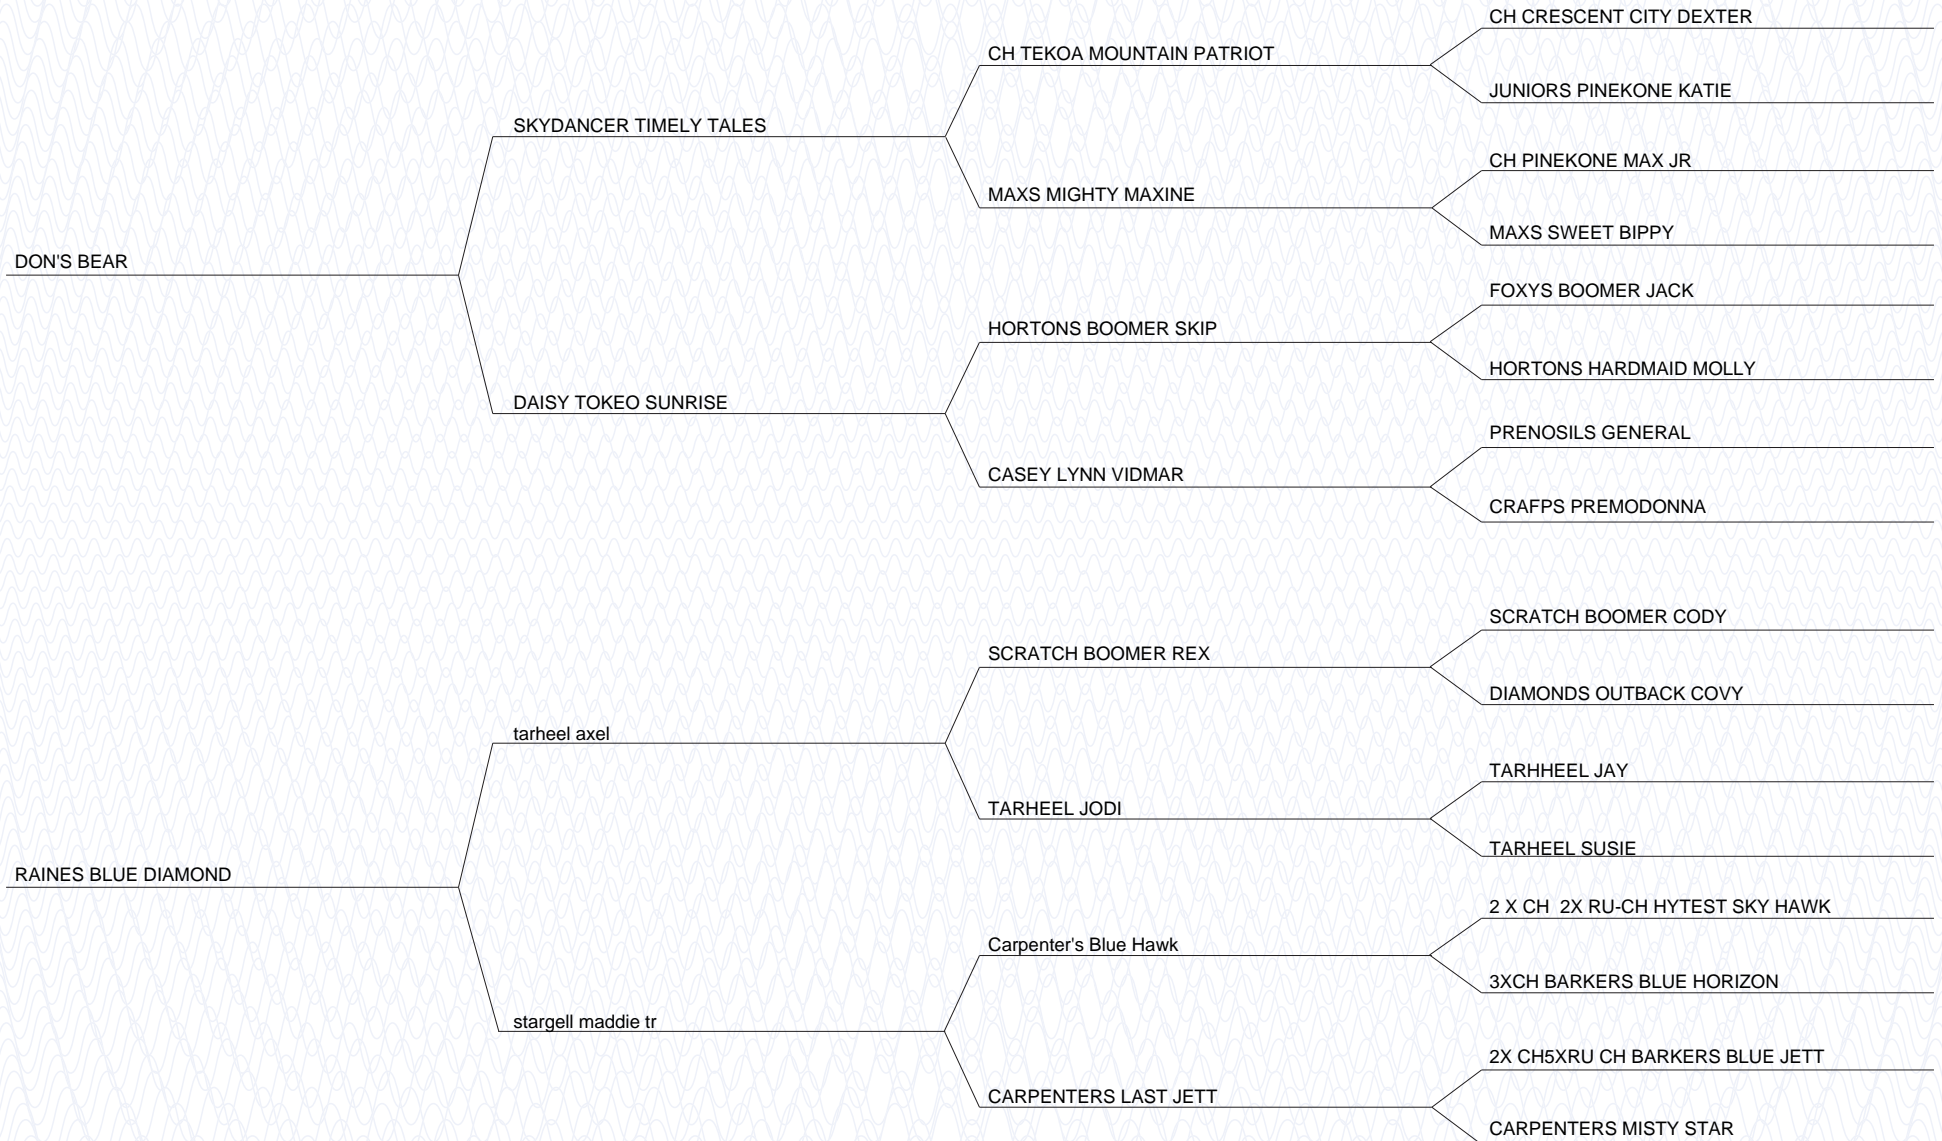 CH CRESCENT CITY DEXTER
CH TEKOA MOUNTAIN PATRIOT
JUNIORS PINEKONE KATIE
SKYDANCER TIMELY TALES
CH PINEKONE MAX JR
MAXS MIGHTY MAXINE
MAXS SWEET BIPPY
DON'S BEAR
FOXYS BOOMER JACK
HORTONS BOOMER SKIP
HORTONS HARDMAID MOLLY
DAISY TOKEO SUNRISE
PRENOSILS GENERAL
CASEY LYNN VIDMAR
CRAFPS PREMODONNA
SCRATCH BOOMER CODY
SCRATCH BOOMER REX
DIAMONDS OUTBACK COVY
tarheel axel
TARHHEEL JAY
TARHEEL JODI
TARHEEL SUSIE
RAINES BLUE DIAMOND
2 X CH  2X RU-CH HYTEST SKY HAWK
Carpenter's Blue Hawk
3XCH BARKERS BLUE HORIZON
stargell maddie tr
2X CH5XRU CH BARKERS BLUE JETT
CARPENTERS LAST JETT
CARPENTERS MISTY STAR